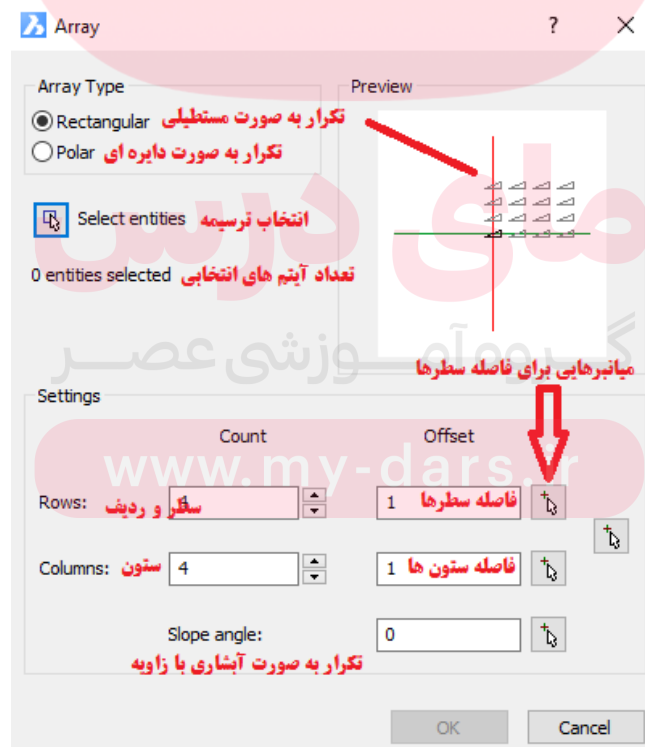 Array ?
Array Type
Preview
Rectangular تکرار به صورت مستطیلی
Polar تکرار به صورت دایره ای
Select entities انتخاب ترسیمه
0 entities selected تعداد آیتم های انتخابی
مای درس
گروه آموزشی عصر
میانبرهایی برای فاصله سطرها
Settings
Count Offset
www.my-dars.ir
Rows: سطر و ردیف 4 1 فاصله سطرها
Columns: ستون 4 1 فاصله ستون ها
Slope angle: 0
تکرار به صورت آبشاری با زاویه
OK Cancel